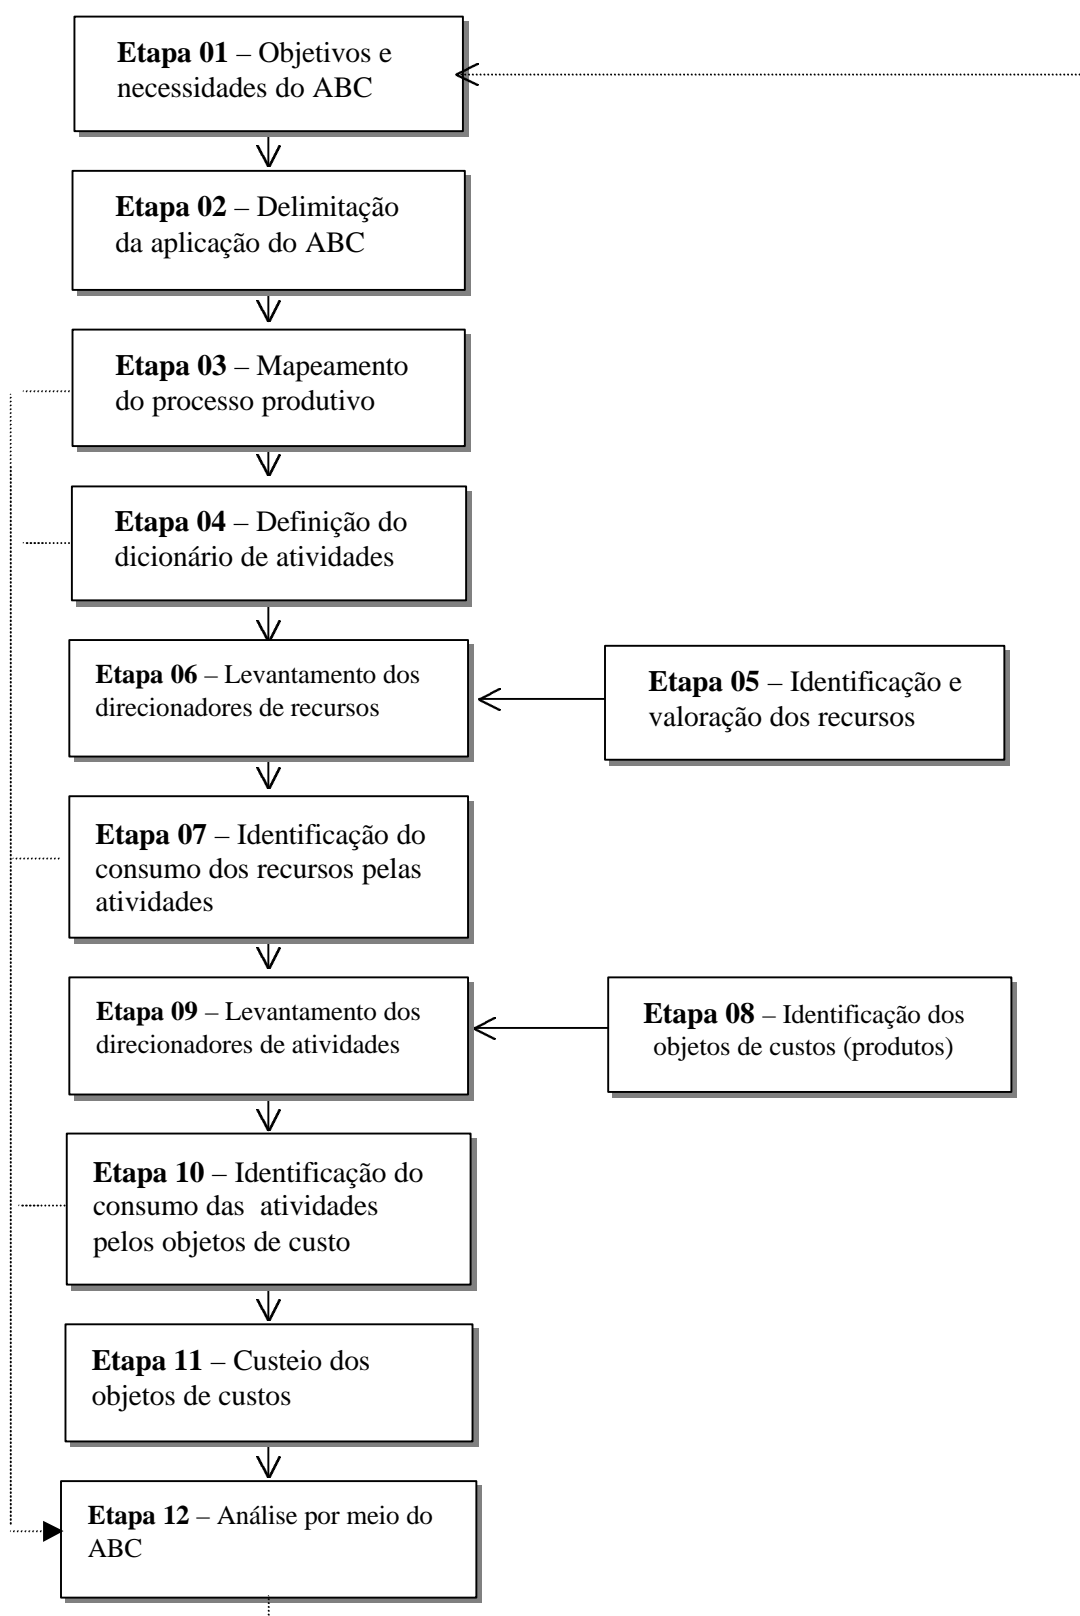 Etapa 01 – Objetivos e
necessidades do ABC
Etapa 02 – Delimitação
da aplicação do ABC
Etapa 03 – Mapeamento
do processo produtivo
Etapa 04 – Definição do
dicionário de atividades
Etapa 06 – Levantamento dos
direcionadores de recursos
Etapa 05 – Identificação e
valoração dos recursos
Etapa 07 – Identificação do
consumo dos recursos pelas
atividades
Etapa 09 – Levantamento dos
direcionadores de atividades
Etapa 08 – Identificação dos
objetos de custos (produtos)
Etapa 10 – Identificação do
consumo das atividades
pelos objetos de custo
Etapa 11 – Custeio dos
objetos de custos
Etapa 12 – Análise por meio do
ABC